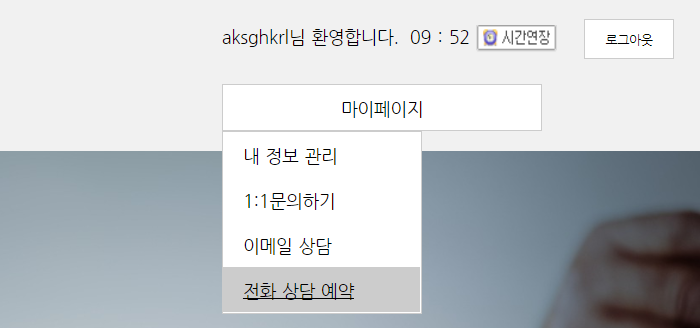 aksghkrl님 환영합니다. 09 : 52 시간연장 로그아웃
마이페이지
내 정보 관리
1:1문의하기
이메일 상담
전화 상담 예약